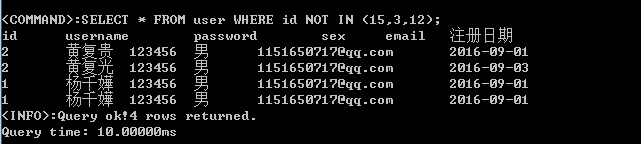 <COMMAND>:SELECT * FROM user WHERE id NOT IN (15,3,12);
id username password sex email 注册日期
2 黄复贵 123456 男 1151650717@qq.com 2016-09-01
2 黄复光 123456 男 1151650717@qq.com 2016-09-03
1 杨千嬅 123456 男 1151650717@qq.com 2016-09-01
1 杨千嬅 123456 男 1151650717@qq.com 2016-09-01
<INFO>:Query ok!4 rows returned.
Query time: 10.00000ms